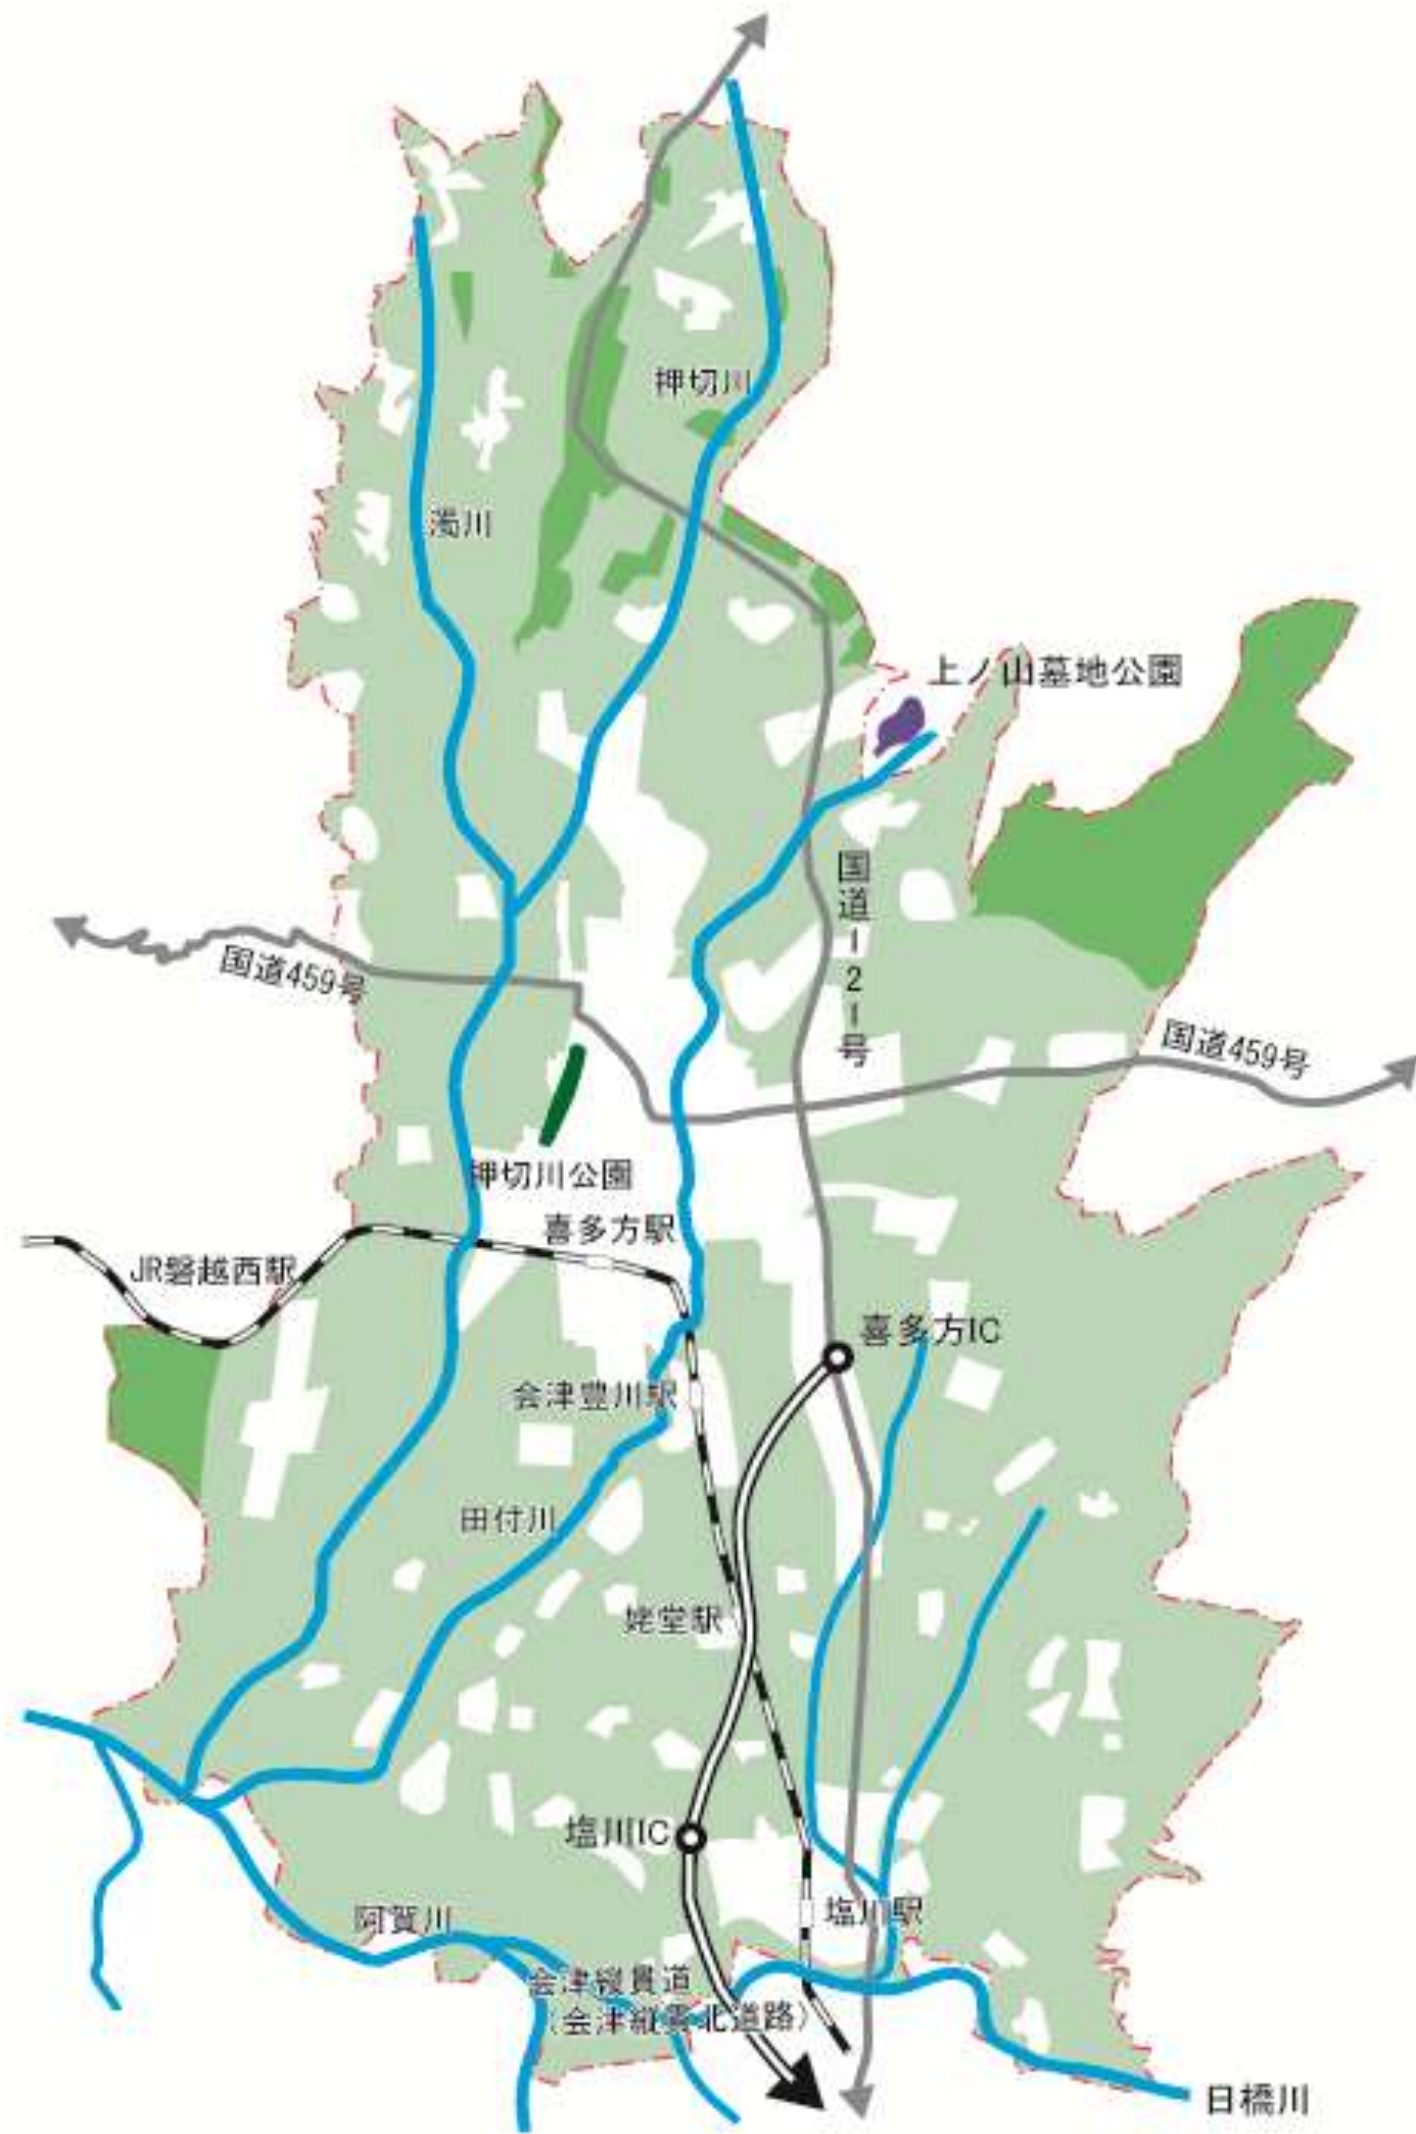 押切川
濁川
上ノ山墓地公園
国道121号
国道459号
国道459号
押切川公園
喜多方駅
JR磐越西駅
喜多方IC
会津豊川駅
田付川
姥堂駅
塩川IC
塩川駅
阿賀川
会津縦貫道
(会津縦貫北道路)
日橋川